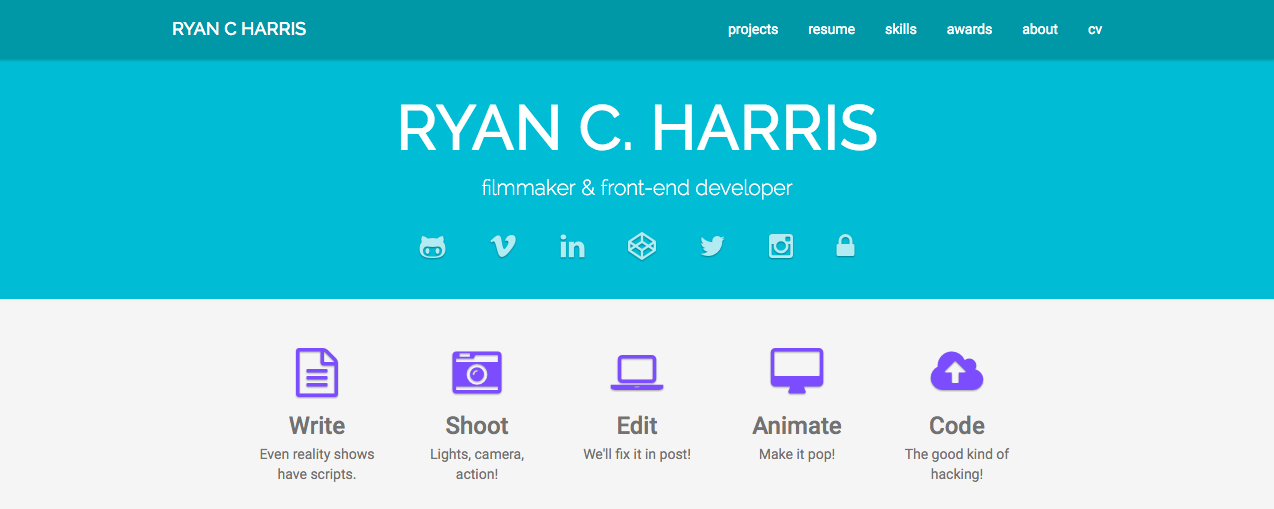 RYAN C HARRIS
projects resume skills awards about cv
RYAN C. HARRIS
filmmaker & front-end developer
Write
Even reality shows
have scripts.
Shoot
Lights, camera,
action!
Edit
We'll fix it in post!
Animate
Make it pop!
Code
The good kind of
hacking!